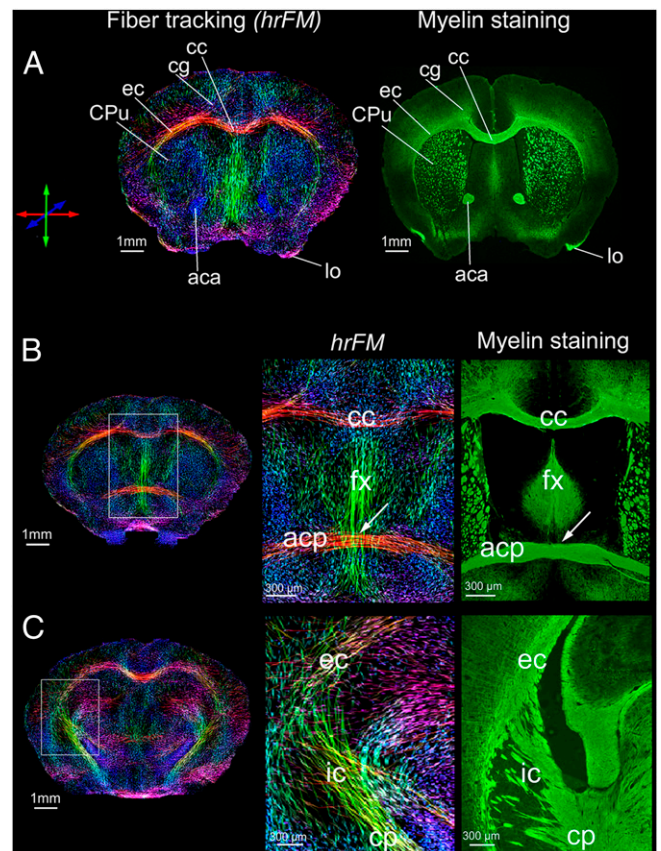 Fiber tracking (hrFM) Myelin staining
A
cc
cg
ec
CPu
aca
lo
1mm
cc
cg
ec
CPu
aca
lo
1mm
B
hrFM Myelin staining
1mm
cc
fx
acp
300 µm
cc
fx
acp
300 µm
C
1mm
ec
ic
cp
300 µm
ec
ic
cp
300 µm